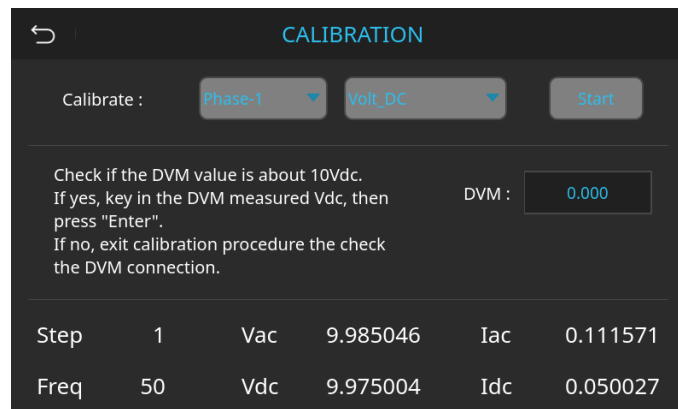 CALIBRATION
Calibrate : Phase-1 Volt_DC Start
Check if the DVM value is about 10Vdc.
If yes, key in the DVM measured Vdc, then
press "Enter".
If no, exit calibration procedure the check
the DVM connection.
DVM : 0.000
Step 1 Vac 9.985046 Iac 0.111571
Freq 50 Vdc 9.975004 Idc 0.050027